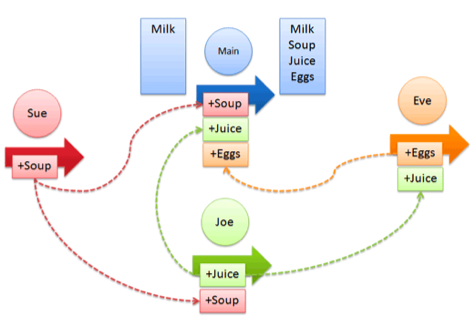 Milk
Main
Milk
Soup
Juice
Eggs
Sue
+Soup
+Soup
+Juice
+Eggs
Eve
+Eggs
+Juice
Joe
+Juice
+Soup